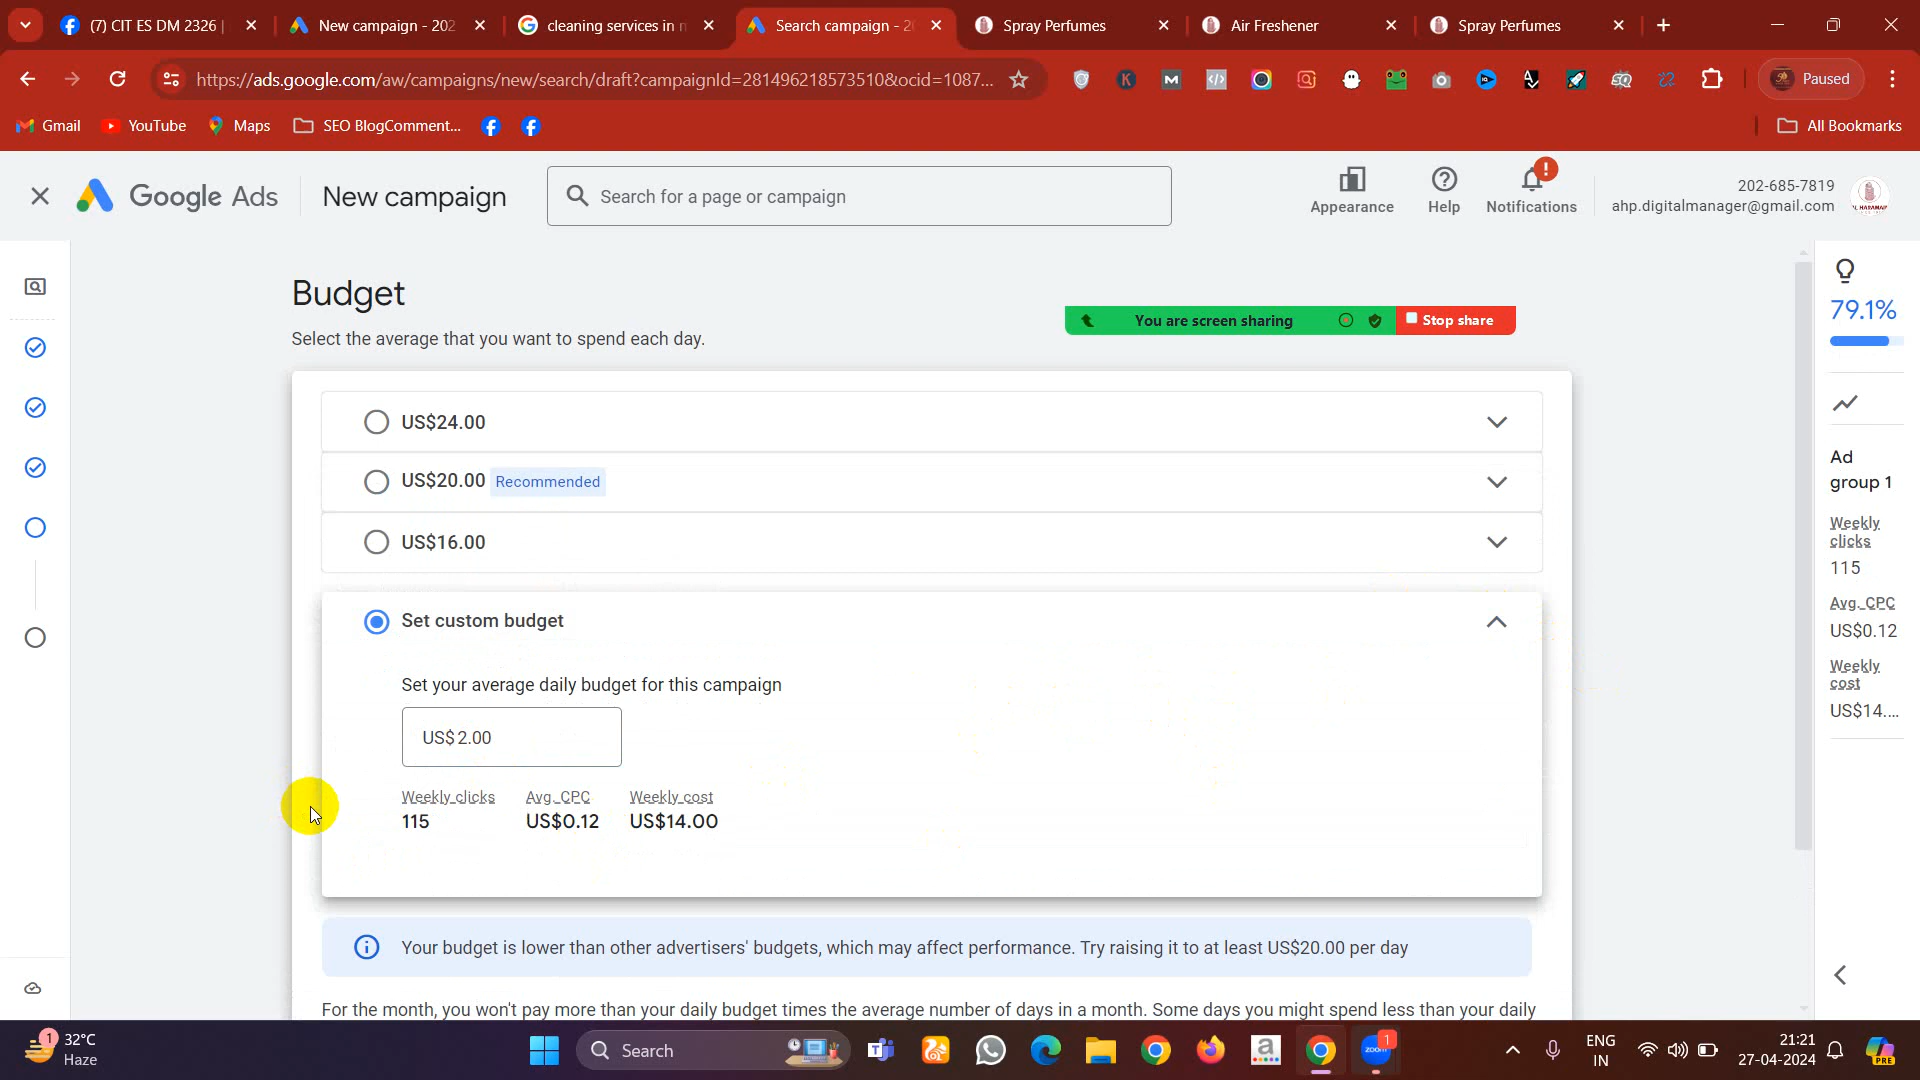 (7) CIT ES DM 2326 |
New campaign - 202
cleaning services in n
Search campaign - 2
Spray Perfumes
Air Freshener
Spray Perfumes
https://ads.google.com/aw/campaigns/new/search/draft?campaignId=281496218573510&ocid=1087...
Paused
Gmail
YouTube
Maps
SEO BlogComment...
All Bookmarks
Google Ads
New campaign
Search for a page or campaign
Appearance
Help
Notifications
202-685-7819
ahp.digitalmanager@gmail.com
Budget
Select the average that you want to spend each day.
You are screen sharing
Stop share
79.1%
US$24.00
US$20.00 Recommended
US$16.00
Set custom budget
Set your average daily budget for this campaign
US$ 2.00
Weekly clicks
Avg. CPC
Weekly cost
115
US$0.12
US$14.00
Your budget is lower than other advertisers' budgets, which may affect performance. Try raising it to at least US$20.00 per day
For the month, you won't pay more than your daily budget times the average number of days in a month. Some days you might spend less than your daily
Ad
group 1
Weekly
clicks
115
Avg. CPC
US$0.12
Weekly
cost
US$14....
1
32°C
Haze
Search
zoom
1
ENG
IN
21:21
27-04-2024
PRE